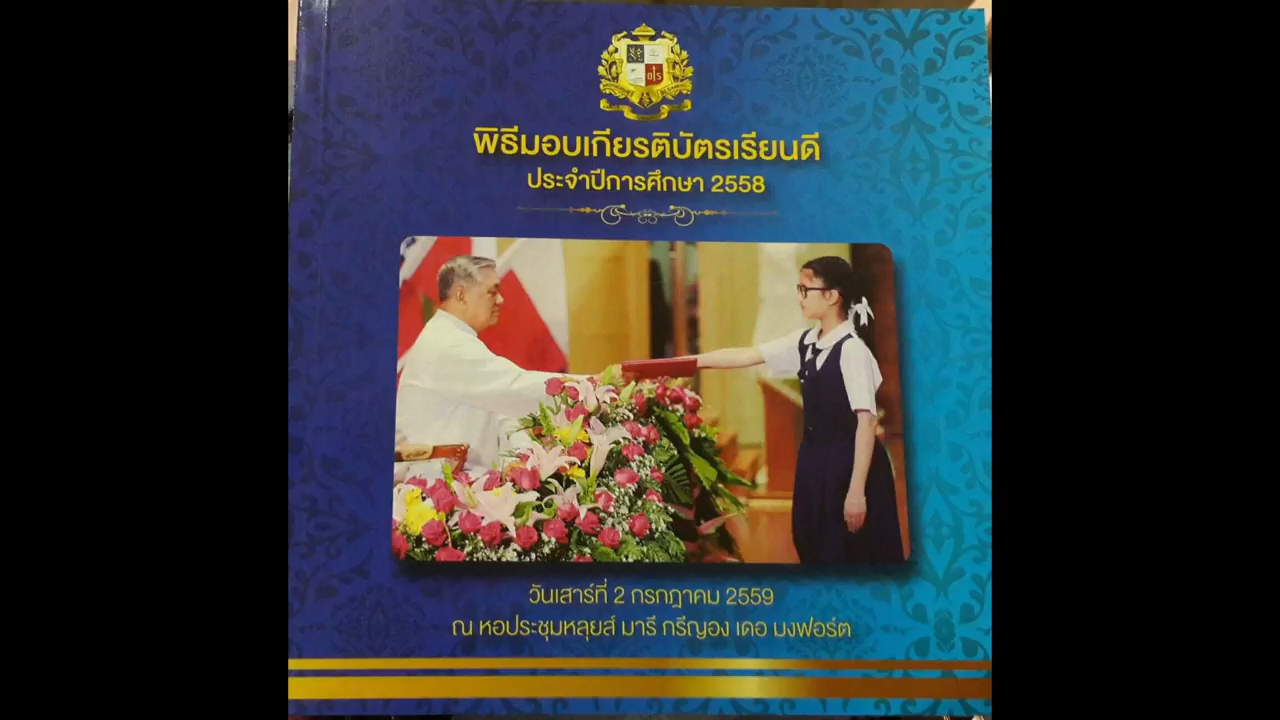 D S
พิธีมอบเกียรติบัตรเรียนดี
ประจำปีการศึกษา 2558
วันเสาร์ที่ 2 กรกฎาคม 2559
ณ หอประชุมหลุยส์ มารี กรีญอง เดอ มงฟอร์ต